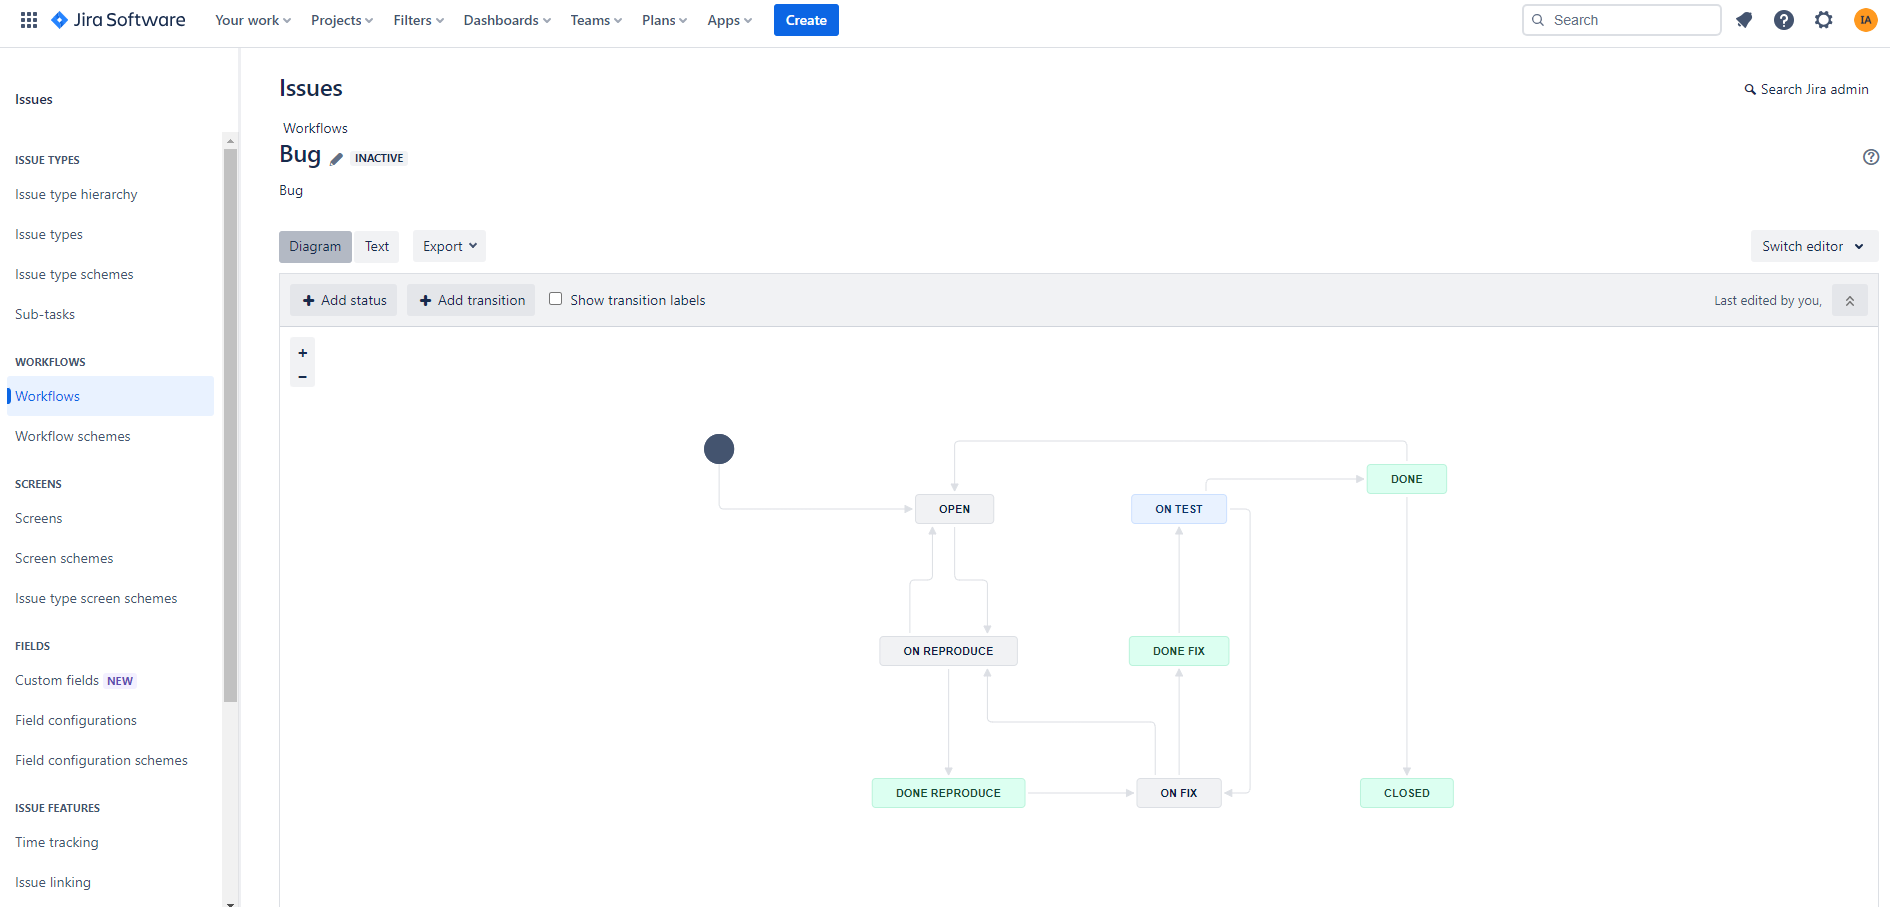 Jira Software Your work Projects Filters Dashboards Teams Plans Apps Create Search IA
Issues
ISSUE TYPES
Issue type hierarchy
Issue types
Issue type schemes
Sub-tasks
WORKFLOWS
Workflows
Workflow schemes
SCREENS
Screens
Screen schemes
Issue type screen schemes
FIELDS
Custom fields NEW
Field configurations
Field configuration schemes
ISSUE FEATURES
Time tracking
Issue linking
Issues
Search Jira admin
Workflows
Bug INACTIVE
Bug
Diagram Text Export Switch editor
Add status Add transition Show transition labels Last edited by you,
+
−
DONE
OPEN ON TEST
ON REPRODUCE DONE FIX
DONE REPRODUCE ON FIX CLOSED